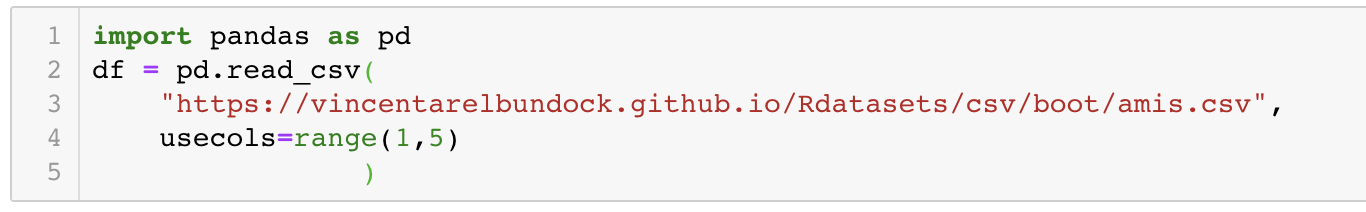 1 import pandas as pd
2 df = pd.read_csv(
3     "https://vincentarelbundock.github.io/Rdatasets/csv/boot/amis.csv",
4     usecols=range(1,5)
5                 )